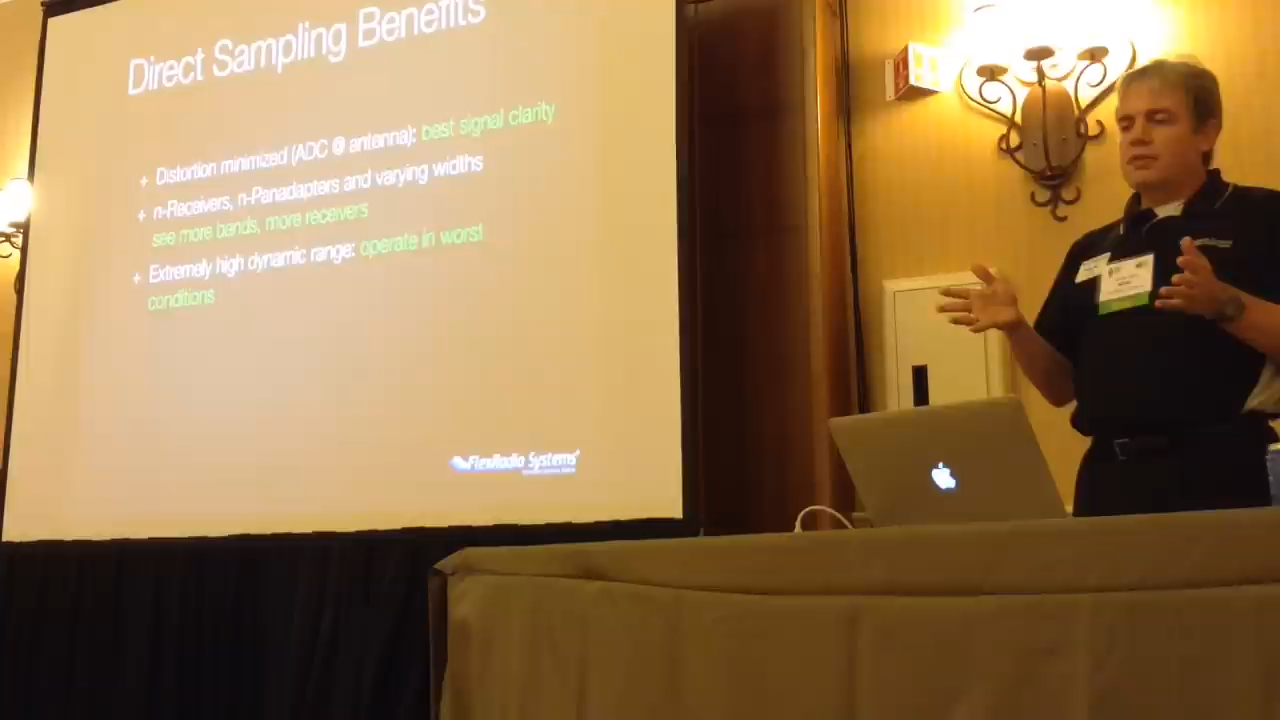 Direct Sampling Benefits
+ Distortion minimized (ADC @ antenna): best signal clarity
+ n-Receivers, n-Panadapters and varying widths
see more bands, more receivers
+ Extremely high dynamic range: operate in worst
conditions
FlexRadio Systems